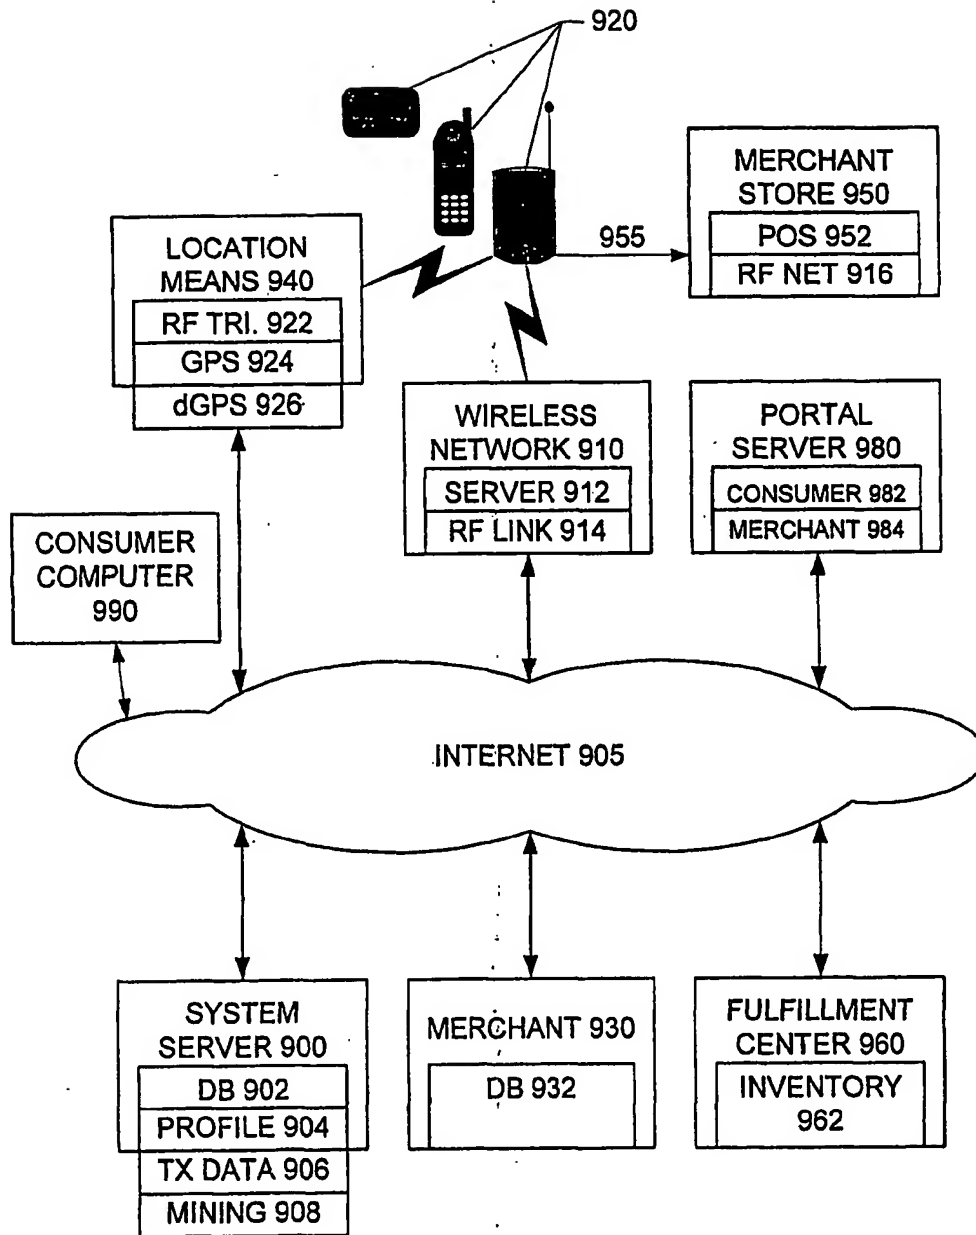 920
MERCHANT
STORE 950
POS 952
RF NET 916
955
LOCATION
MEANS 940
RF TRI. 922
GPS 924
dGPS 926
WIRELESS
NETWORK 910
SERVER 912
RF LINK 914
PORTAL
SERVER 980
CONSUMER 982
MERCHANT 984
CONSUMER
COMPUTER
990
INTERNET 905
SYSTEM
SERVER 900
DB 902
PROFILE 904
TX DATA 906
MINING 908
MERCHANT 930
DB 932
FULFILLMENT
CENTER 960
INVENTORY
962